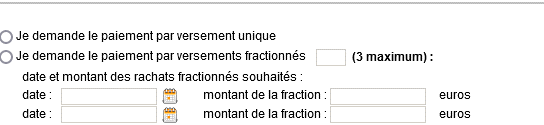 Je demande le paiement par versement unique
Je demande le paiement par versements fractionnés (3 maximum) :
date et montant des rachats fractionnés souhaités :
date : montant de la fraction : euros
date : montant de la fraction : euros